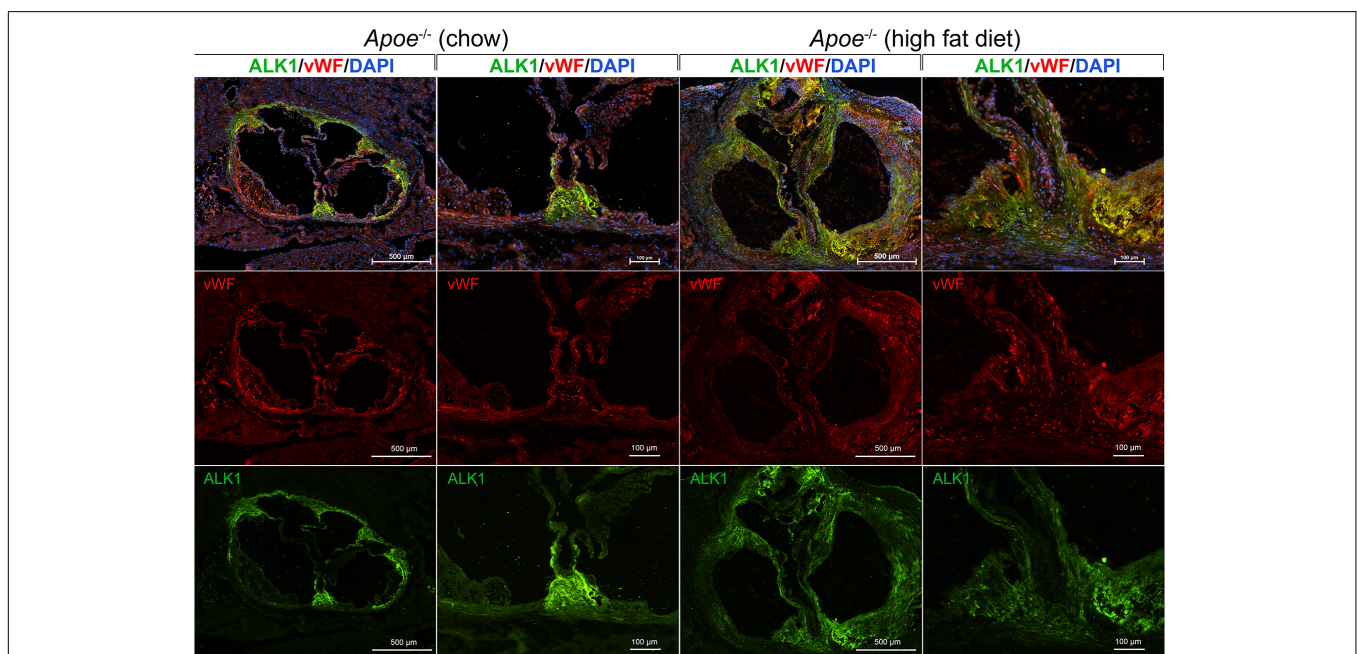 Apoe-/- (chow)
Apoe-/- (high fat diet)
ALK1/vWF/DAPI
ALK1/vWF/DAPI
ALK1/vWF/DAPI
ALK1/vWF/DAPI
500 µm
100 µm
500 µm
100 µm
vWF
vWF
vWF
vWF
500 µm
100 µm
500 µm
100 µm
ALK1
ALK1
ALK1
ALK1
500 µm
100 µm
500 µm
100 µm